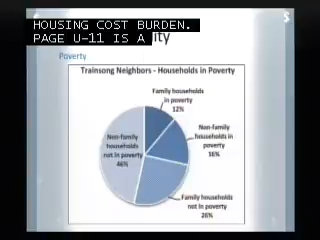 HOUSING COST BURDEN.
PAGE U-11 IS A
ity
$
Poverty
Trainsong Neighbors - Households in Poverty
Family households
in poverty
12%
Non-family
households in
poverty
16%
Non-family
households
not in poverty
46%
Family households
not in poverty
26%